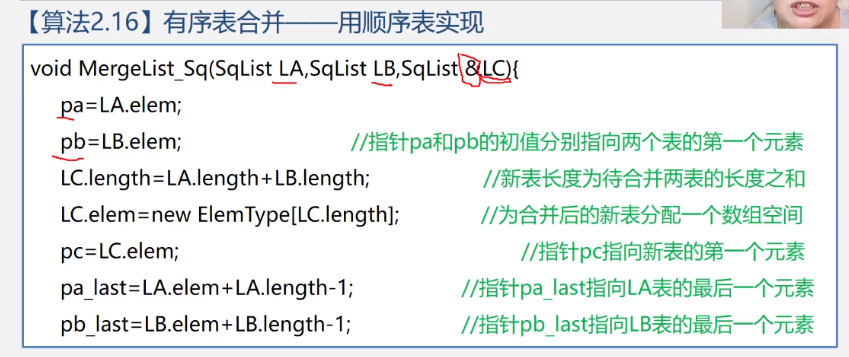 【算法2.16】有序表合并——用顺序表实现
void MergeList_Sq(SqList LA,SqList LB,SqList &LC){
pa=LA.elem;
pb=LB.elem; //指针pa和pb的初值分别指向两个表的第一个元素
LC.length=LA.length+LB.length; //新表长度为待合并两表的长度之和
LC.elem=new ElemType[LC.length]; //为合并后的新表分配一个数组空间
pc=LC.elem; //指针pc指向新表的第一个元素
pa_last=LA.elem+LA.length-1; //指针pa_last指向LA表的最后一个元素
pb_last=LB.elem+LB.length-1; //指针pb_last指向LB表的最后一个元素